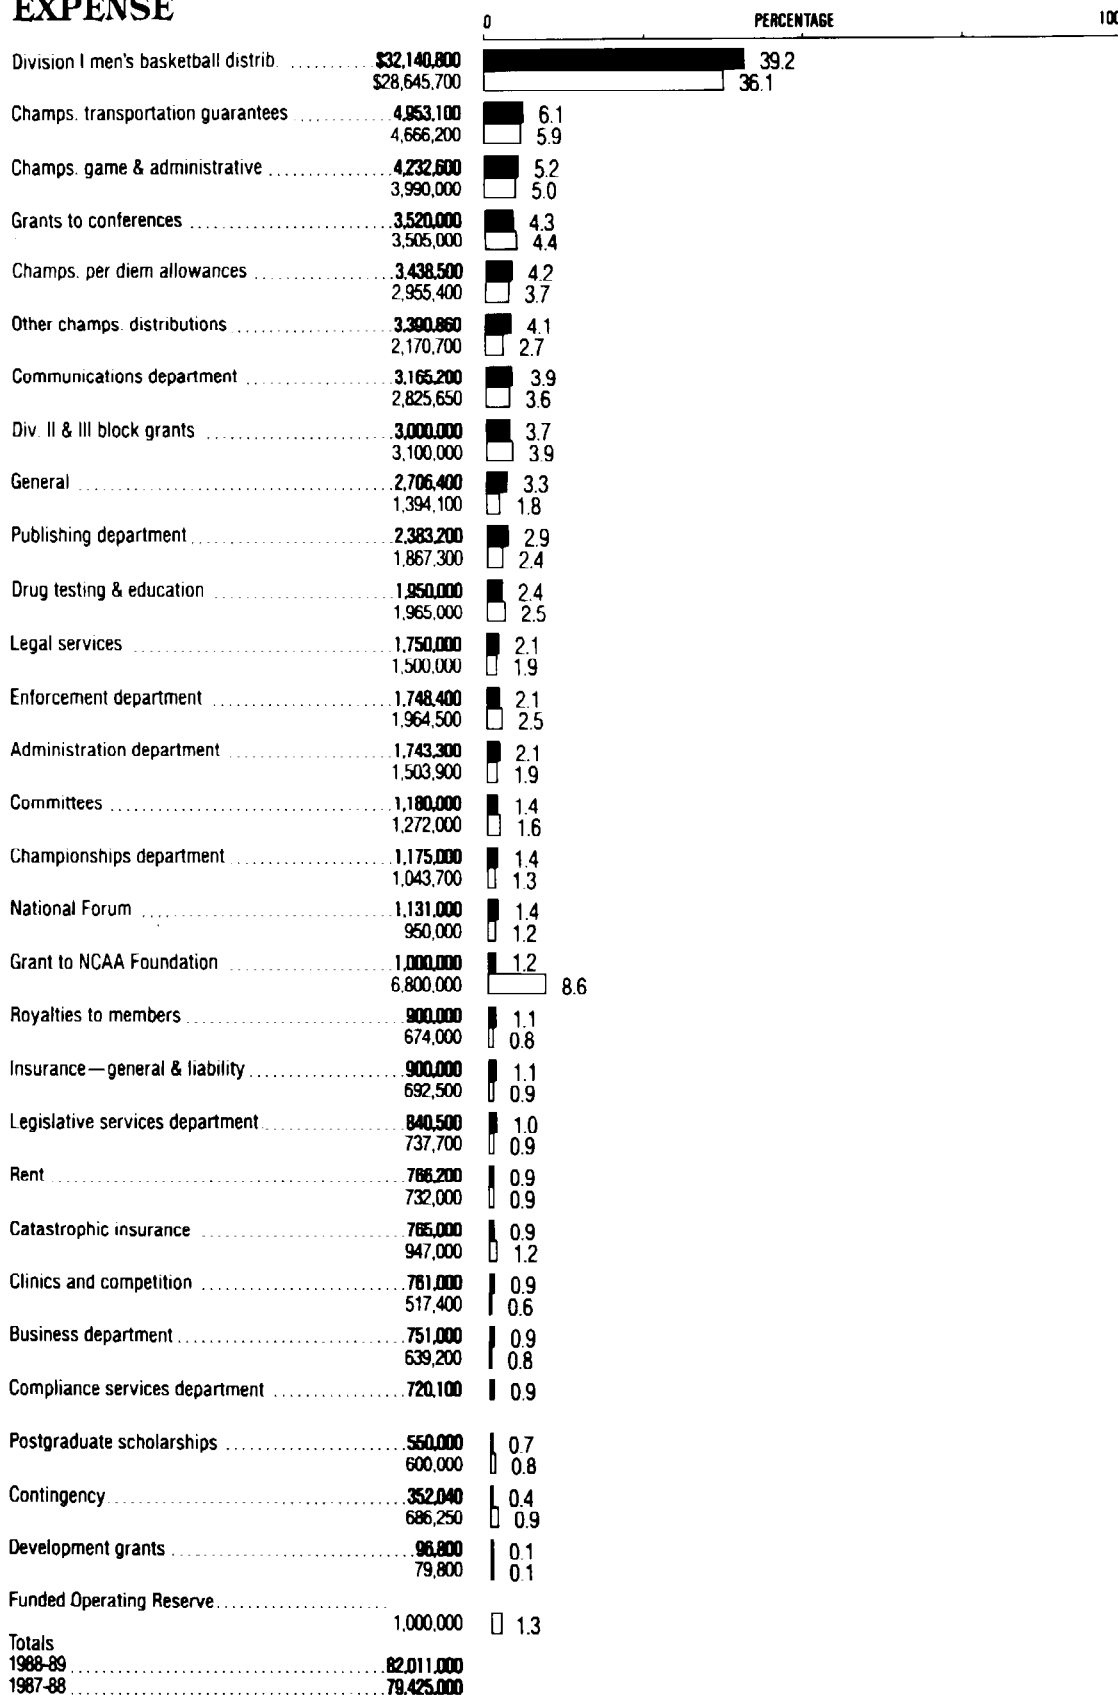 EXPENSE
0 PERCENTAGE 100
Division I men's basketball distrib. $32,140,800 39.2
$28,645,700 36.1
Champs. transportation guarantees 4,953,100 6.1
4,666,200 5.9
Champs. game & administrative 4,232,600 5.2
3,990,000 5.0
Grants to conferences 3,520,000 4.3
3,505,000 4.4
Champs. per diem allowances 3,438,500 4.2
2,955,400 3.7
Other champs. distributions 3,390,860 4.1
2,170,700 2.7
Communications department 3,165,200 3.9
2,825,650 3.6
Div. II & III block grants 3,000,000 3.7
3,100,000 3.9
General 2,706,400 3.3
1,394,100 1.8
Publishing department 2,383,200 2.9
1,867,300 2.4
Drug testing & education 1,950,000 2.4
1,965,000 2.5
Legal services 1,750,000 2.1
1,500,000 1.9
Enforcement department 1,748,400 2.1
1,964,500 2.5
Administration department 1,743,300 2.1
1,503,900 1.9
Committees 1,180,000 1.4
1,272,000 1.6
Championships department 1,175,000 1.4
1,043,700 1.3
National Forum 1,131,000 1.4
950,000 1.2
Grant to NCAA Foundation 1,000,000 1.2
6,800,000 8.6
Royalties to members 900,000 1.1
674,000 0.8
Insurance—general & liability 900,000 1.1
692,500 0.9
Legislative services department 840,500 1.0
737,700 0.9
Rent 766,200 0.9
732,000 0.9
Catastrophic insurance 765,000 0.9
947,000 1.2
Clinics and competition 761,000 0.9
517,400 0.6
Business department 751,000 0.9
639,200 0.8
Compliance services department 720,100 0.9
Postgraduate scholarships 550,000 0.7
600,000 0.8
Contingency 352,040 0.4
686,250 0.9
Development grants 96,800 0.1
79,800 0.1
Funded Operating Reserve
1,000,000 1.3
Totals
1988-89 82,011,000
1987-88 79,425,000